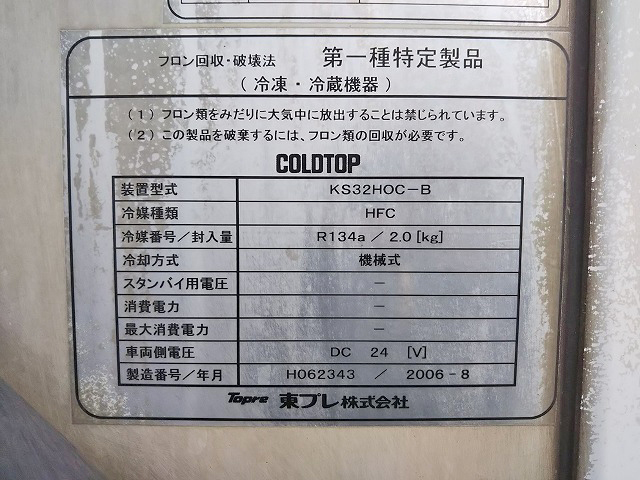 フロン回収・破壊法 第一種特定製品
(冷凍・冷蔵機器)
(1) フロン類をみだりに大気中に放出することは禁じられています。
(2) この製品を破棄するには、フロン類の回収が必要です。
COLDTOP
装置型式 KS32HOC-B
冷媒種類 HFC
冷媒番号/封入量 R134a / 2.0 [kg]
冷却方式 機械式
スタンバイ用電圧 -
消費電力 -
最大消費電力 -
車両側電圧 DC 24 [V]
製造番号/年月 H062343 / 2006-8
Topre 東プレ株式会社